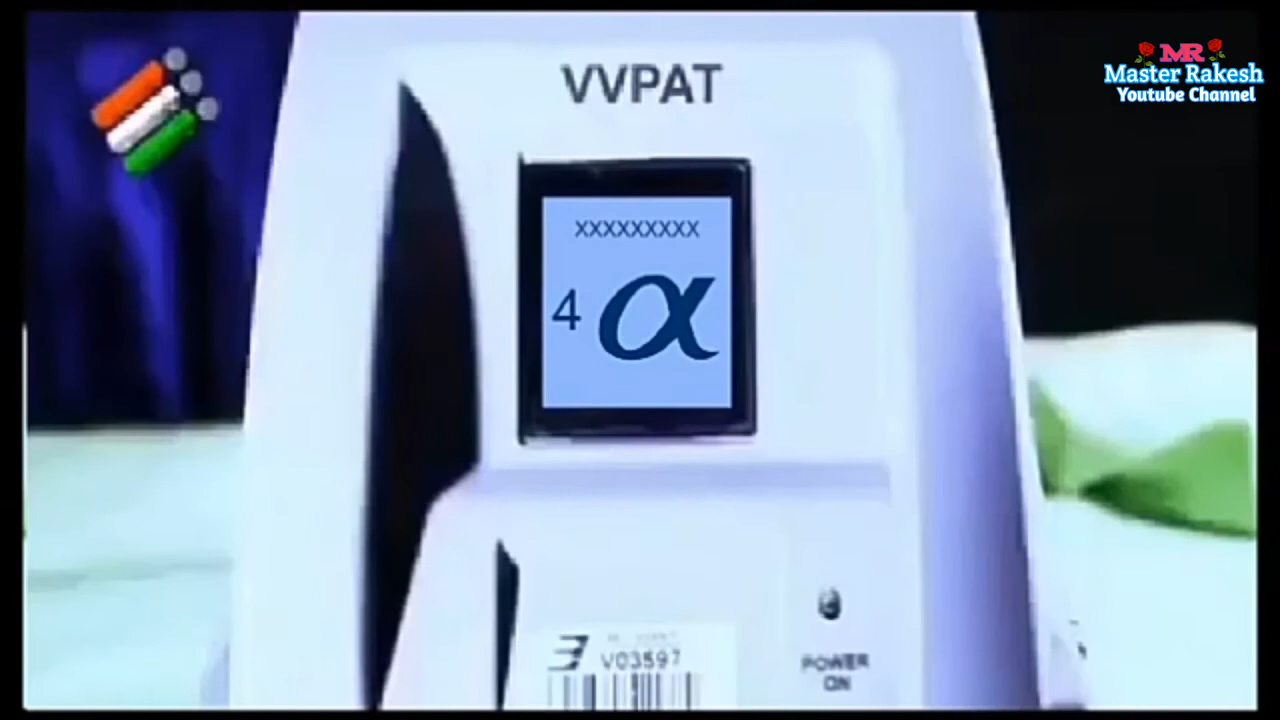 MR
Master Rakesh
Youtube Channel
VVPAT
XXXXXXXXX
4 α
V03597
POWER
ON